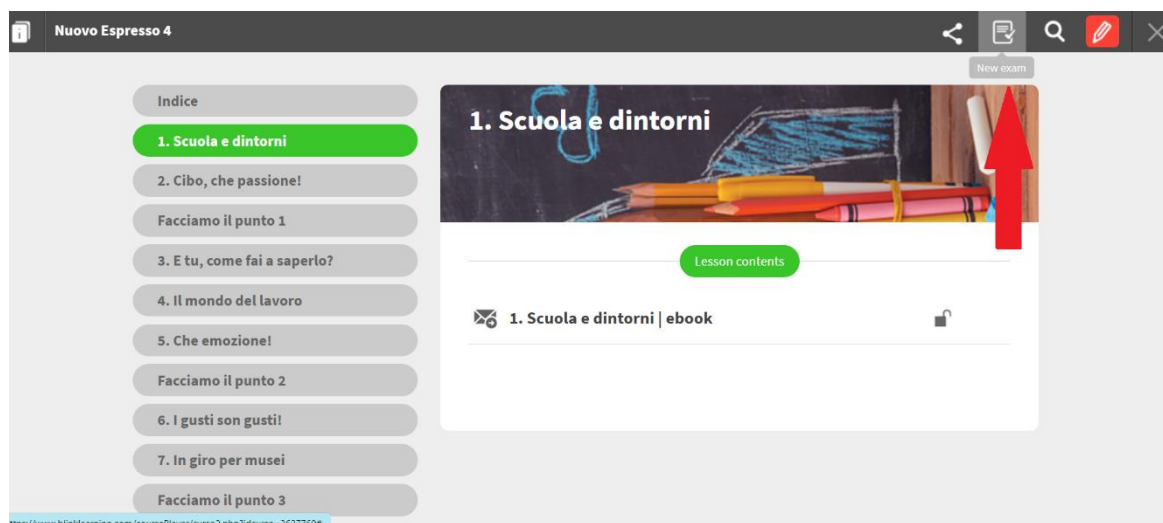 Nuovo Espresso 4
New exam
Indice
1. Scuola e dintorni
2. Cibo, che passione!
Facciamo il punto 1
3. E tu, come fai a saperlo?
4. Il mondo del lavoro
5. Che emozione!
Facciamo il punto 2
6. I gusti son gusti!
7. In giro per musei
Facciamo il punto 3
1. Scuola e dintorni
Lesson contents
1. Scuola e dintorni | ebook